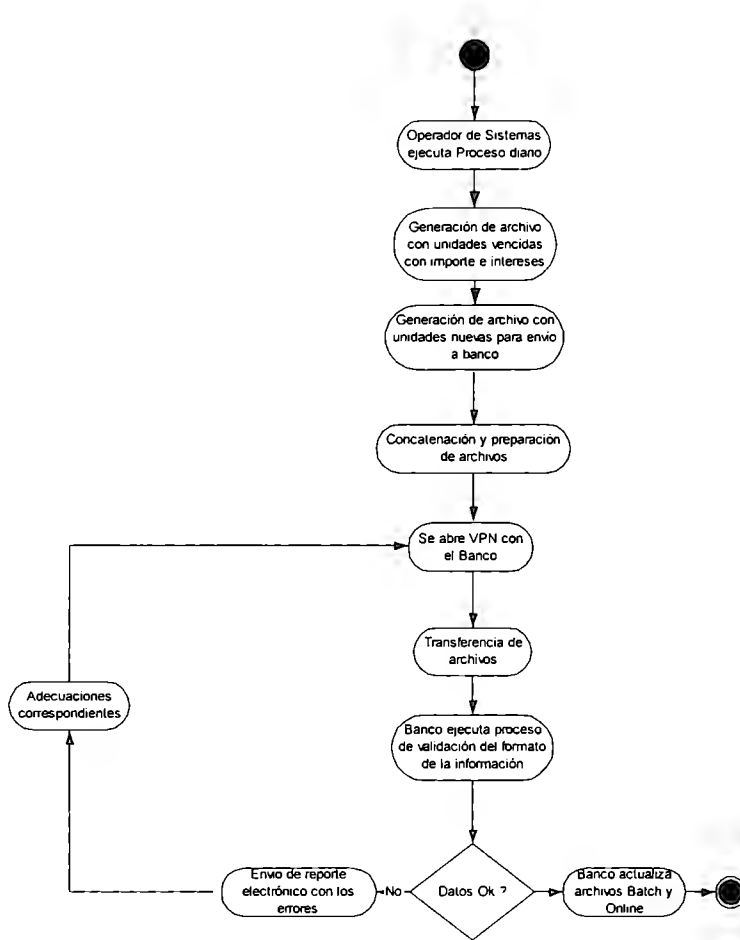 Operador de Sistemas
ejecuta Proceso diario
Generación de archivo
con unidades vencidas
con importe e intereses
Generación de archivo con
unidades nuevas para envio
a banco
Concatenación y preparación
de archivos
Se abre VPN con
el Banco
Transferencia de
archivos
Adecuaciones
correspondientes
Banco ejecuta proceso
de validación del formato
de la información
Envio de reporte
electrónico con los
errores
No
Datos Ok ?
Banco actualiza
archivos Batch y
Online